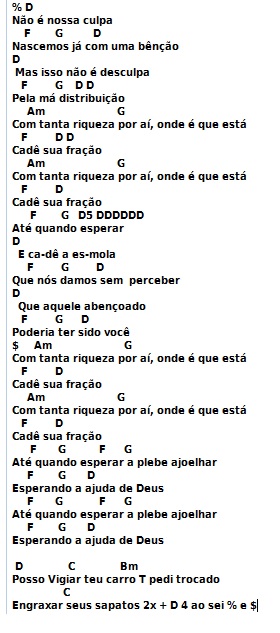 % D
Não é nossa culpa
F G D
Nascemos já com uma bênção
D
Mas isso não é desculpa
F G D D
Pela má distribuição
Am G
Com tanta riqueza por aí, onde é que está
F D D
Cadê sua fração
Am G
Com tanta riqueza por aí, onde é que está
F D
Cadê sua fração
F G D5 DDDDDD
Até quando esperar
D
E ca-dê a es-mola
F G D
Que nós damos sem perceber
D
Que aquele abençoado
F G D
Poderia ter sido você
$ Am G
Com tanta riqueza por aí, onde é que está
F D
Cadê sua fração
Am G
Com tanta riqueza por aí, onde é que está
F D
Cadê sua fração
F G F G
Até quando esperar a plebe ajoelhar
F G D
Esperando a ajuda de Deus
F G F G
Até quando esperar a plebe ajoelhar
F G D
Esperando a ajuda de Deus
D C Bm
Posso Vigiar teu carro T pedi trocado
C
Engraxar seus sapatos 2x + D 4 ao sei % e $